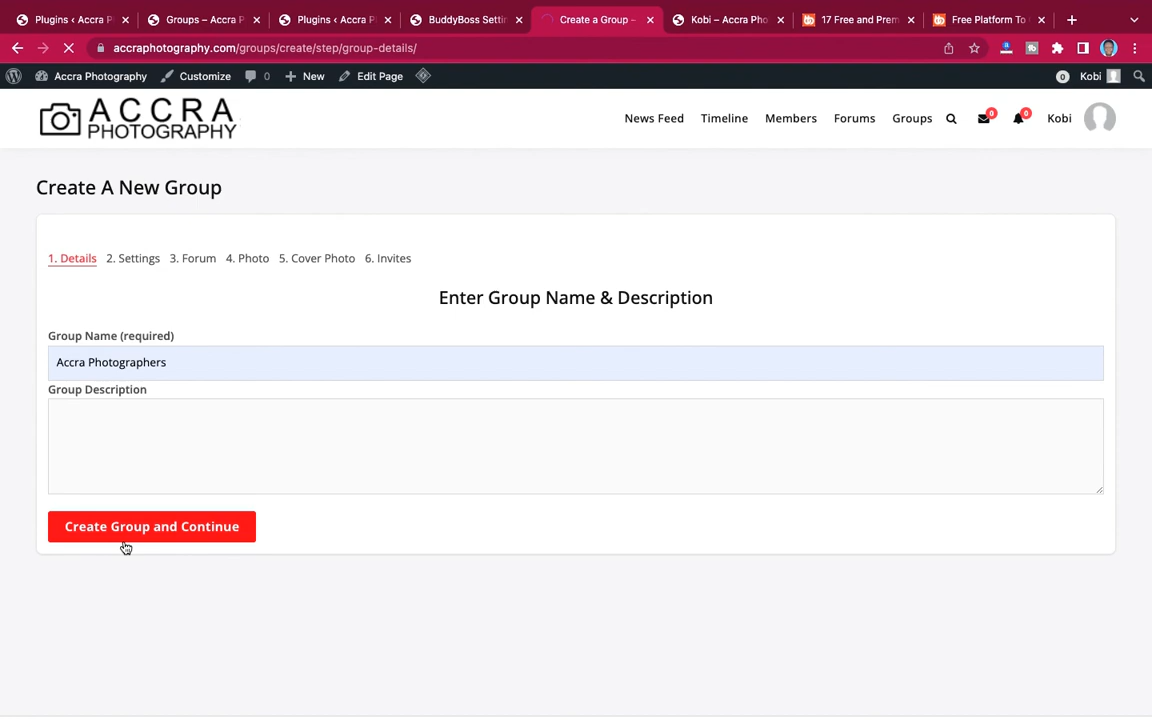 Plugins ‹ Accra P
Groups – Accra P
Plugins ‹ Accra P
BuddyBoss Settin
Create a Group –
Kobi – Accra Pho
17 Free and Prem
Free Platform To
accraphotography.com/groups/create/step/group-details/
Accra Photography
Customize
0
New
Edit Page
0
Kobi
ACCRA
PHOTOGRAPHY
News Feed
Timeline
Members
Forums
Groups
0
0
Kobi
Create A New Group
1. Details 2. Settings 3. Forum 4. Photo 5. Cover Photo 6. Invites
Enter Group Name & Description
Group Name (required)
Accra Photographers
Group Description
Create Group and Continue